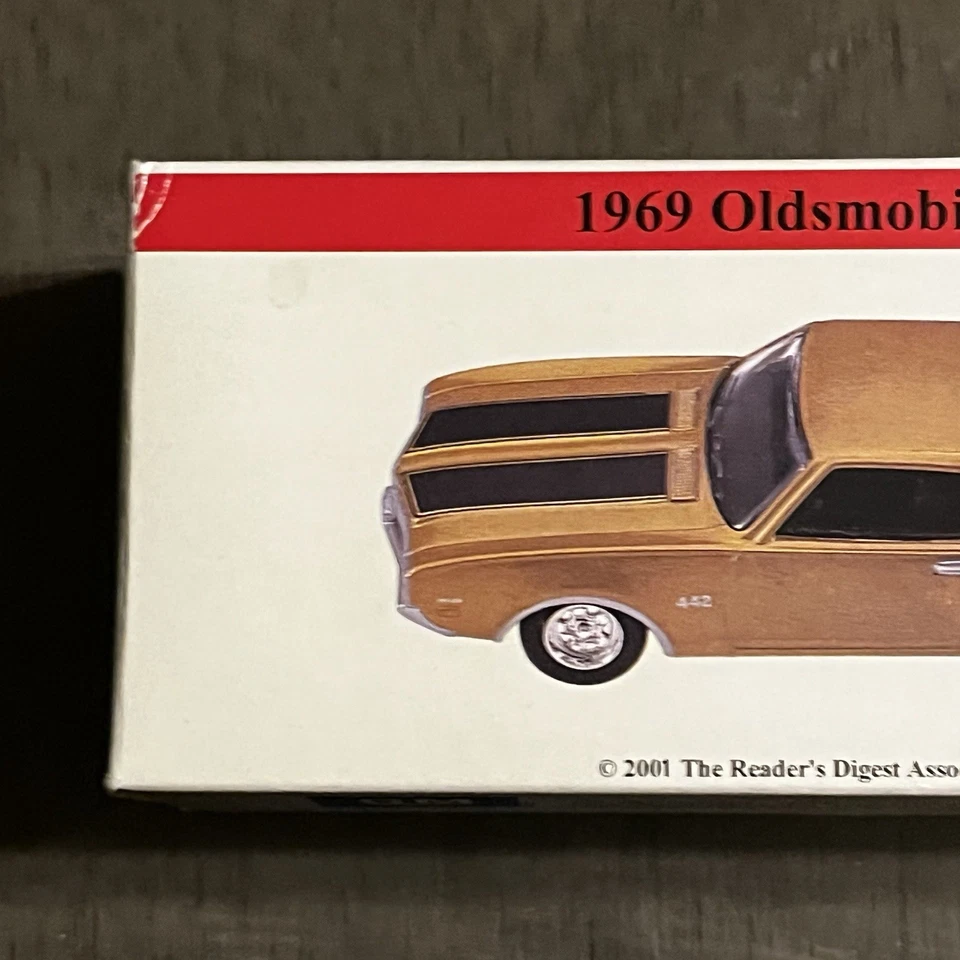 1969 Oldsmobi
442
© 2001 The Reader's Digest Asso